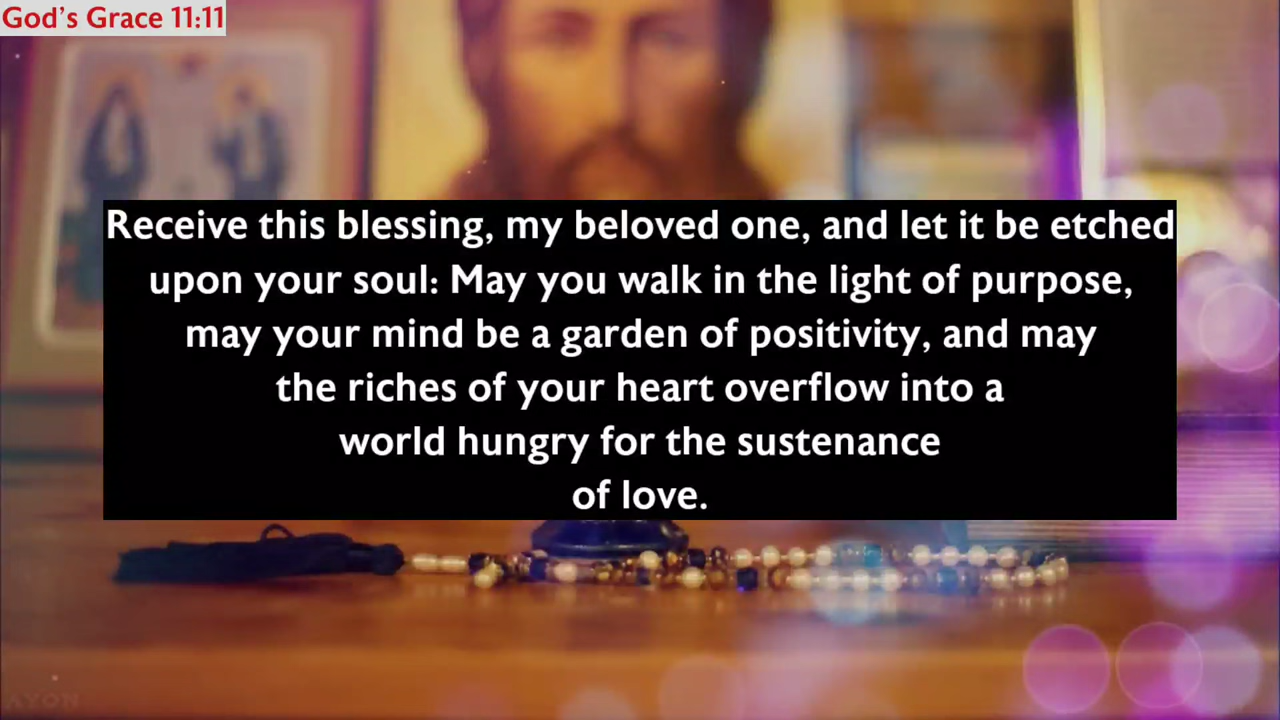 God's Grace 11:11
Receive this blessing, my beloved one, and let it be etched
upon your soul: May you walk in the light of purpose,
may your mind be a garden of positivity, and may
the riches of your heart overflow into a
world hungry for the sustenance
of love.
AYON